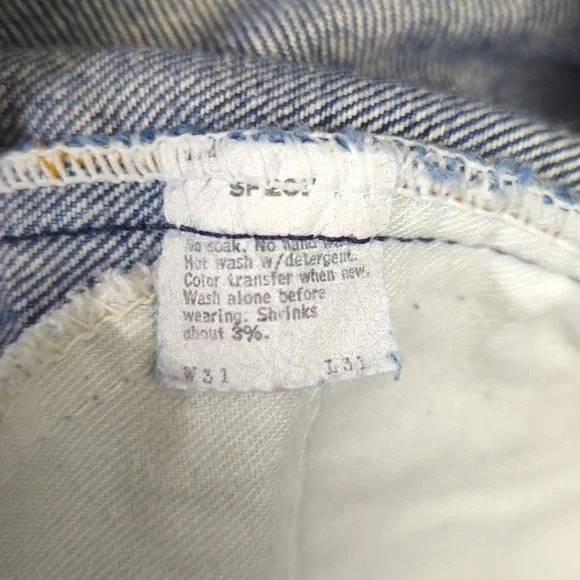 No soak. No hand
Hot wash w/detergent.
Color transfer when new.
Wash alone before
wearing. Shrinks
about 3%.
W31 L31